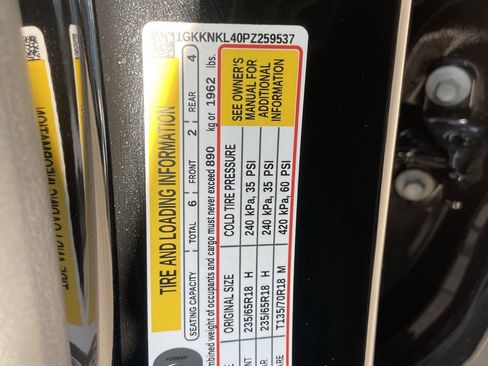 1GKKNKL40PZ259537
TIRE AND LOADING INFORMATION
SEATING CAPACITY TOTAL 6 FRONT 2 REAR 4
combined weight of occupants and cargo must never exceed 890 kg or 1962 lbs.
ORIGINAL SIZE COLD TIRE PRESSURE
235/65R18 H 240 kPa, 35 PSI
235/65R18 H 240 kPa, 35 PSI
T135/70R18 M 420 kPa, 60 PSI
SEE OWNER'S
MANUAL FOR
ADDITIONAL
INFORMATION